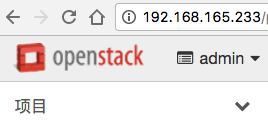 192.168.165.233/
openstack admin
项目